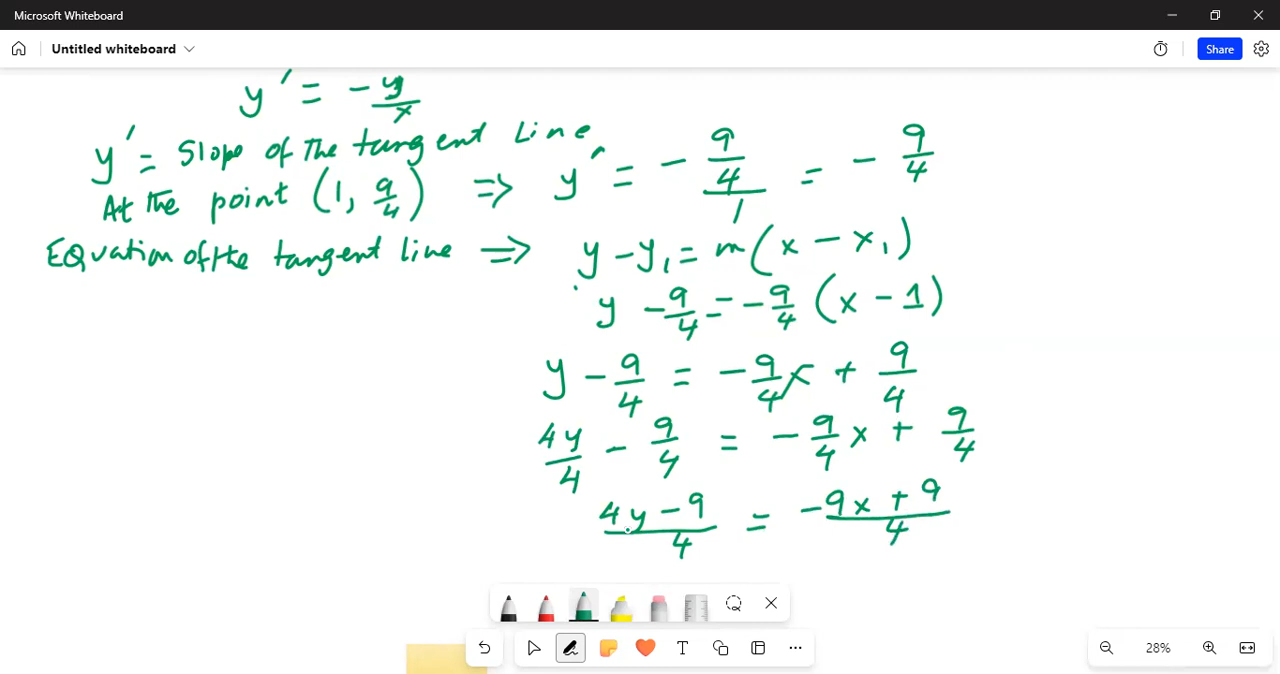 Microsoft Whiteboard
Untitled whiteboard
Share
y' = -y/x
y' = Slope of the tangent Line
At the point (1, 9/4) ⇒ y' = - (9/4)/1 = - 9/4
EQuation of the tangent line ⇒ y - y₁ = m(x - x₁)
y - 9/4 = - 9/4 (x - 1)
y - 9/4 = - 9/4 x + 9/4
4y/4 - 9/4 = - 9/4 x + 9/4
(4y - 9)/4 = (-9x + 9)/4
28%